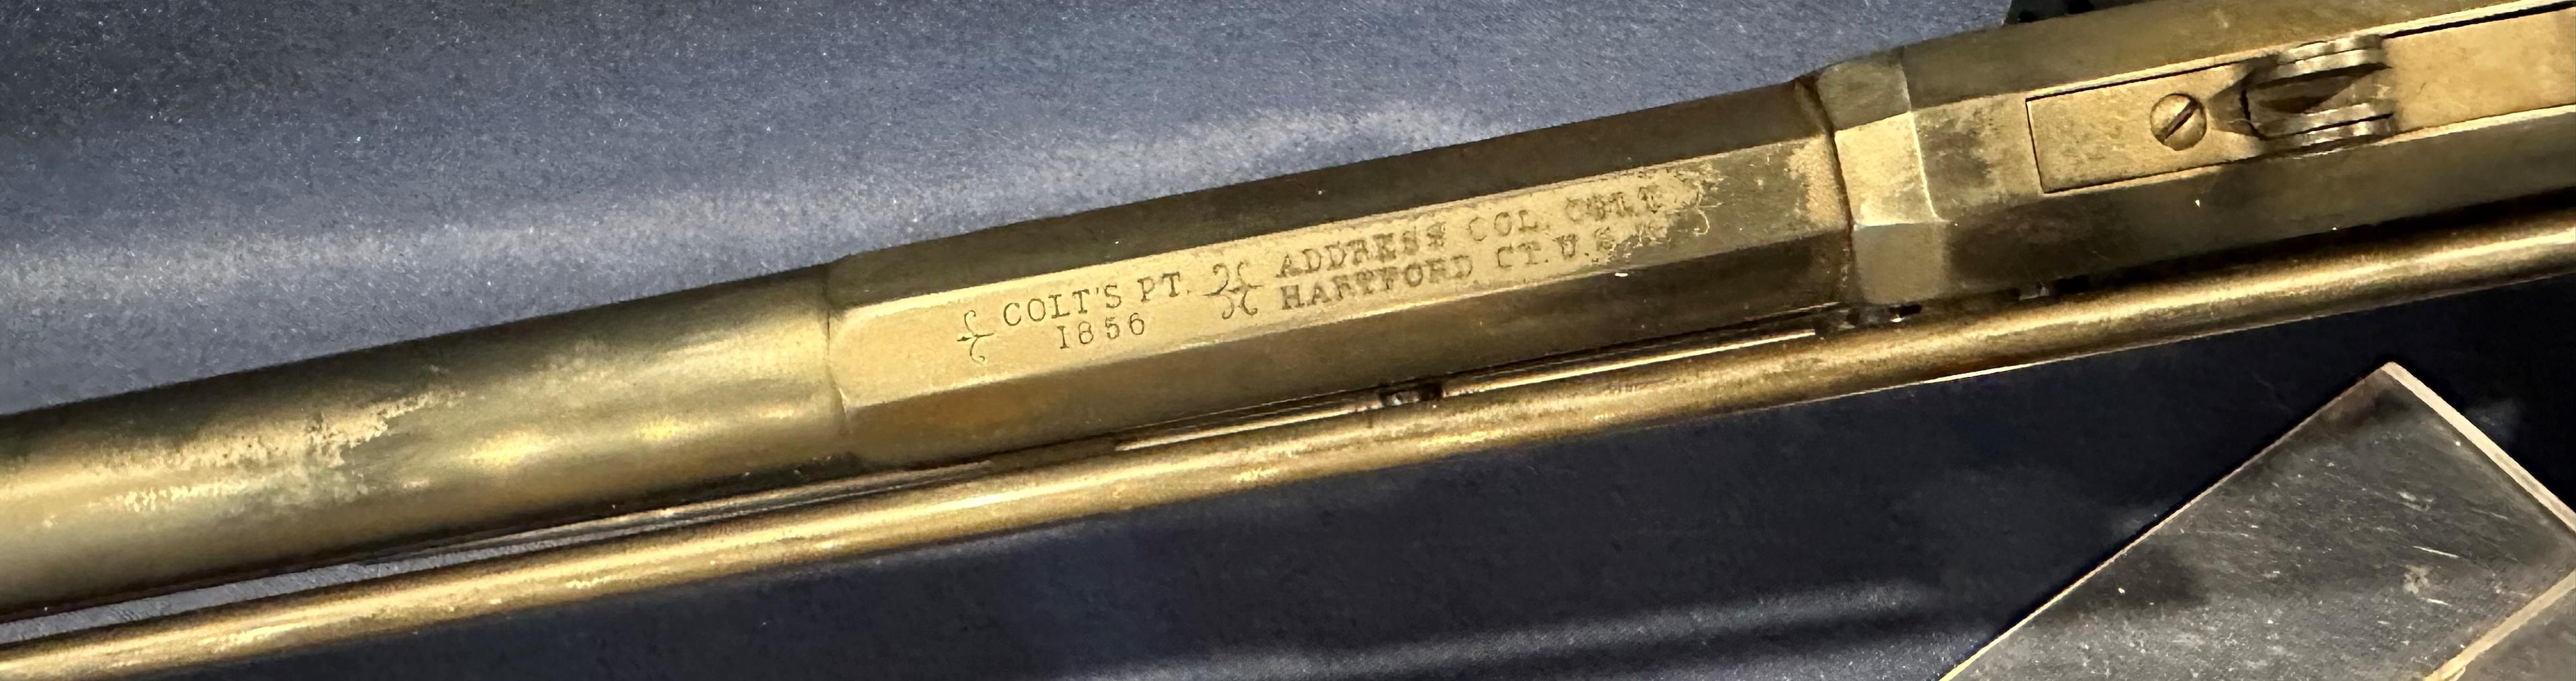 COLT'S PT.
1856
ADDRESS COL. COLT
HARTFORD CT. U.S.A.